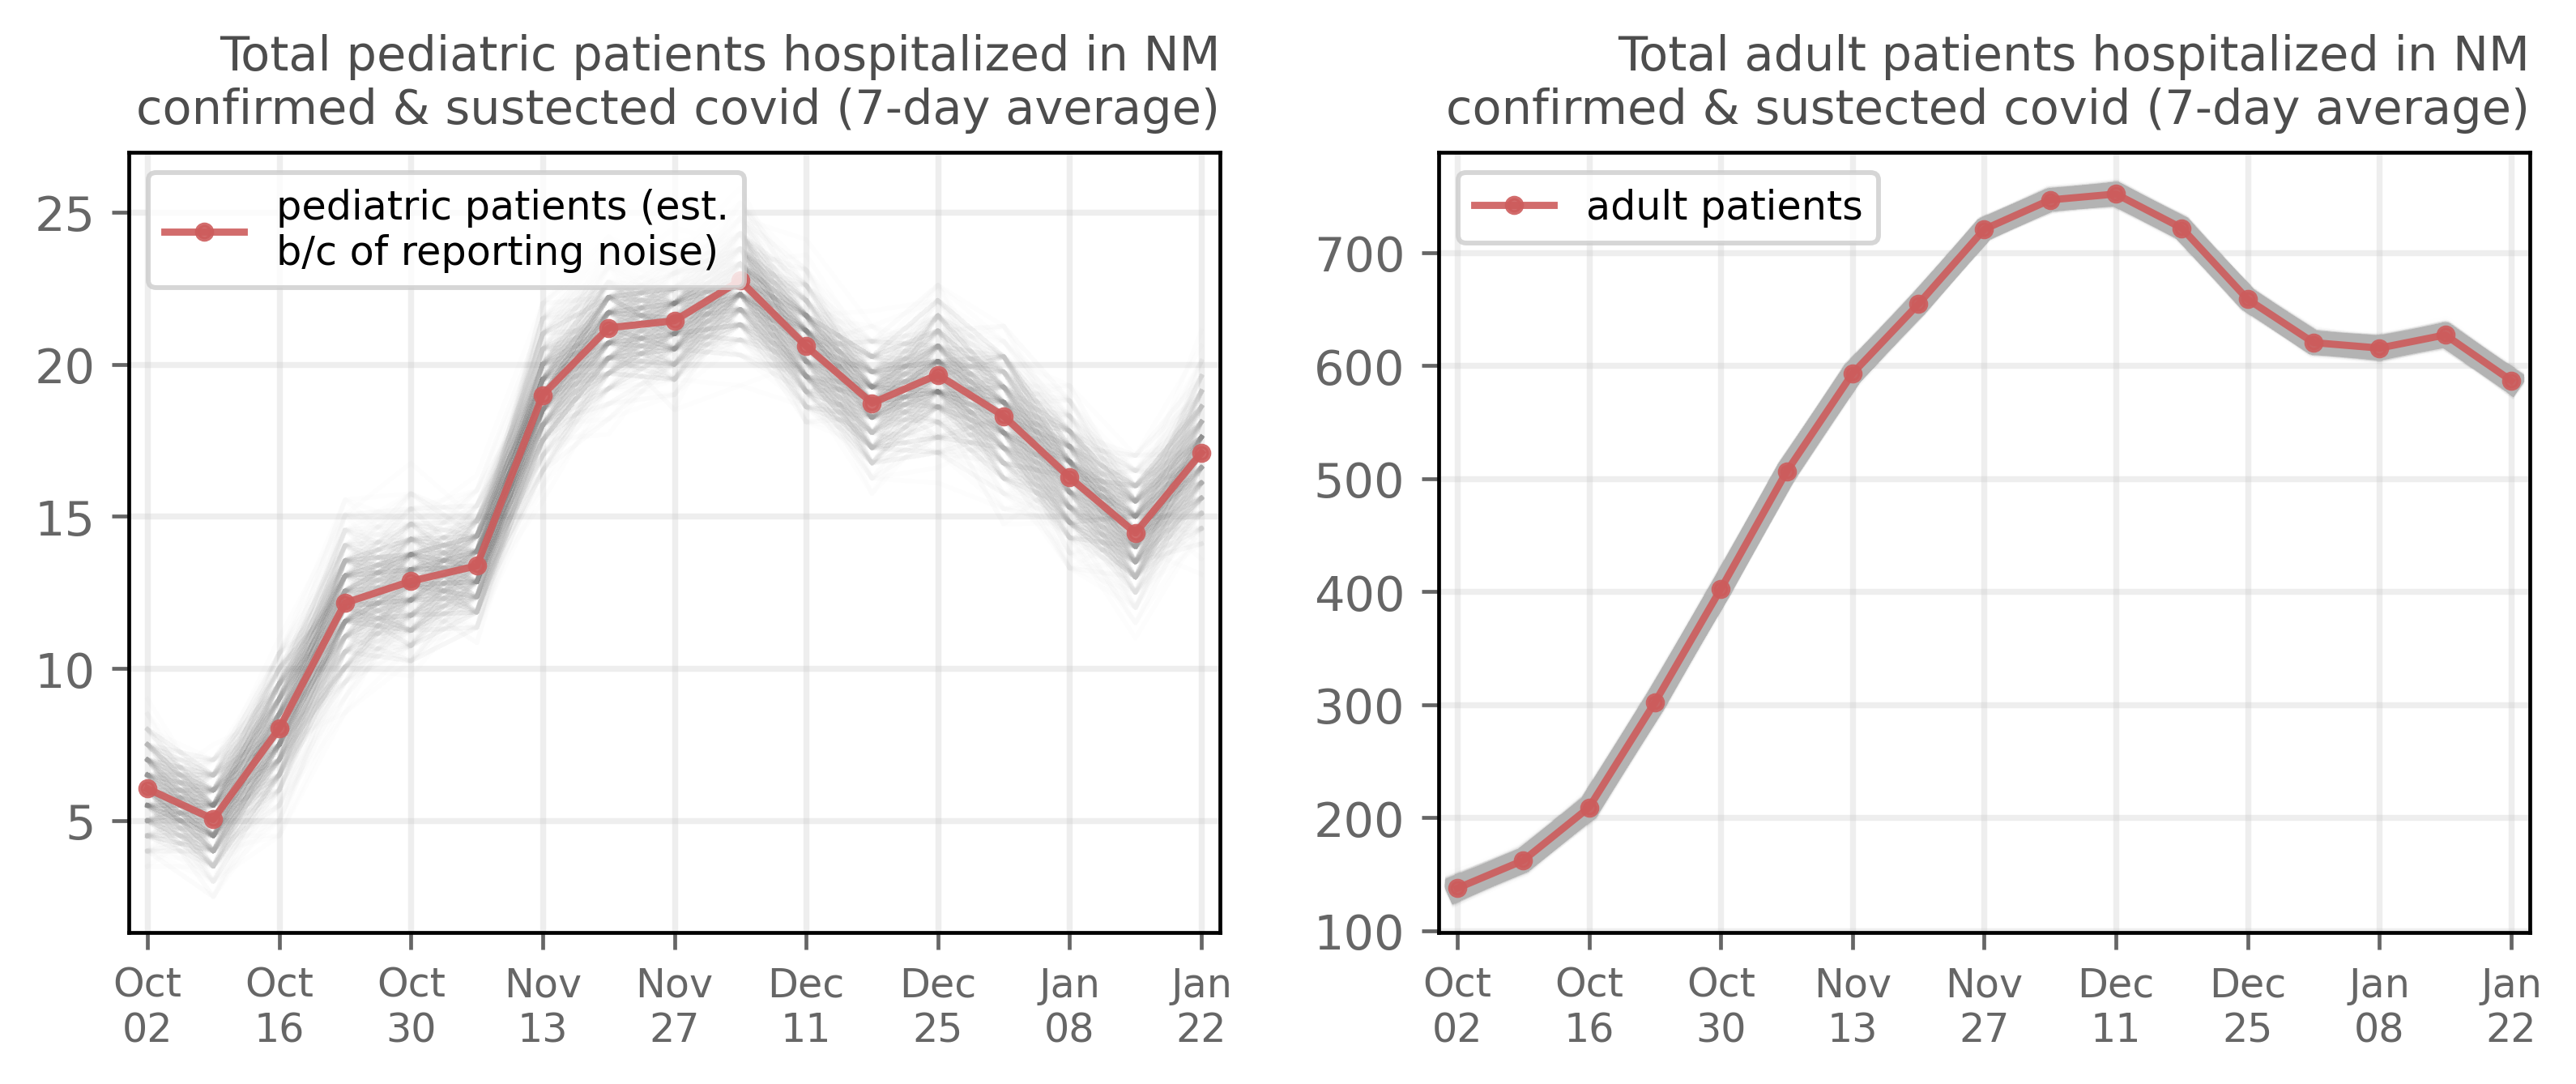 Total pediatric patients hospitalized in NM
confirmed & sustected covid (7-day average)
pediatric patients (est.
b/c of reporting noise)
25
20
15
10
5
Oct
02
Oct
16
Oct
30
Nov
13
Nov
27
Dec
11
Dec
25
Jan
08
Jan
22
Total adult patients hospitalized in NM
confirmed & sustected covid (7-day average)
adult patients
700
600
500
400
300
200
100
Oct
02
Oct
16
Oct
30
Nov
13
Nov
27
Dec
11
Dec
25
Jan
08
Jan
22